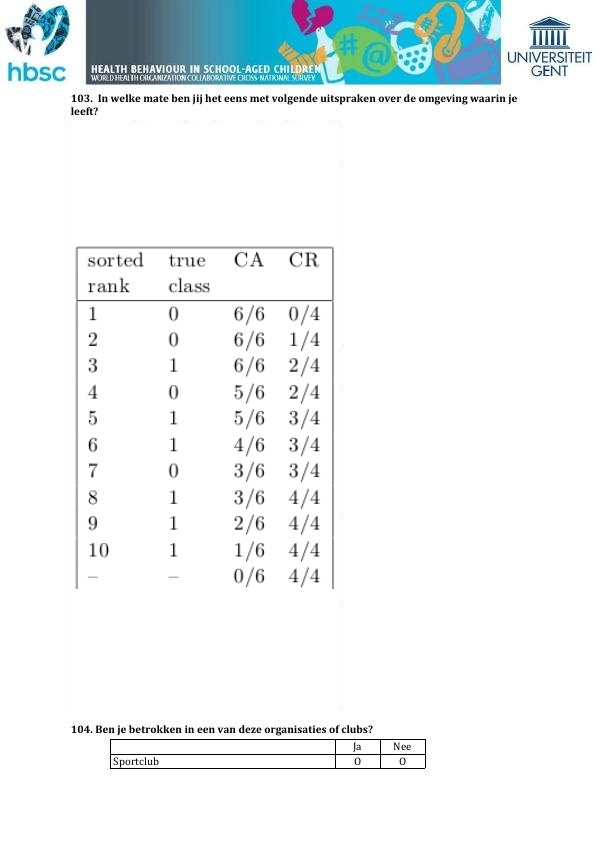 hbsc
HEALTH BEHAVIOUR IN SCHOOL-AGED CHILDREN
WORLD HEALTH ORGANIZATION COLLABORATIVE CROSS-NATIONAL SURVEY
UNIVERSITEIT
GENT
103. In welke mate ben jij het eens met volgende uitspraken over de omgeving waarin je
leeft?
sorted true CA CR
rank class
1 0 6/6 0/4
2 0 6/6 1/4
3 1 6/6 2/4
4 0 5/6 2/4
5 1 5/6 3/4
6 1 4/6 3/4
7 0 3/6 3/4
8 1 3/6 4/4
9 1 2/6 4/4
10 1 1/6 4/4
– – 0/6 4/4
104. Ben je betrokken in een van deze organisaties of clubs?
Ja Nee
Sportclub O O